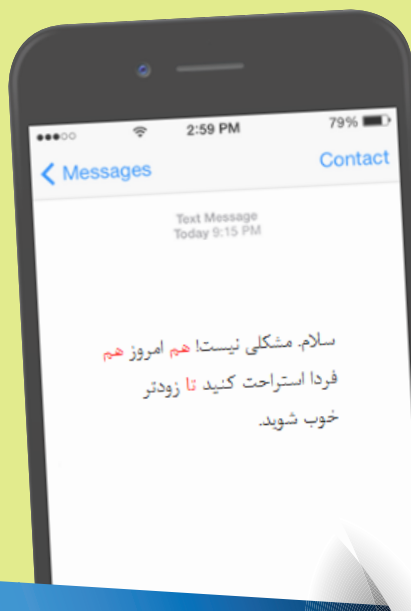 2:59 PM
79%
Messages
Contact
Text Message
Today 9:15 PM
سلام. مشکلی نیست! هم امروز هم
فردا استراحت کنید تا زودتر
خوب شوید.